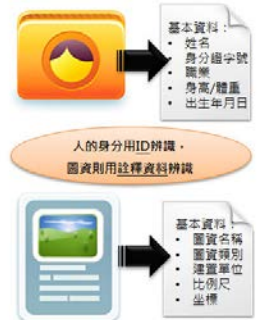 基本資料：
• 姓名
• 身分證字號
• 職業
• 身高/體重
• 出生年月日
人的身分用ID辨識，
圖資則用詮釋資料辨識
基本資料：
• 圖資名稱
• 圖資類別
• 建置單位
• 比例尺
• 坐標